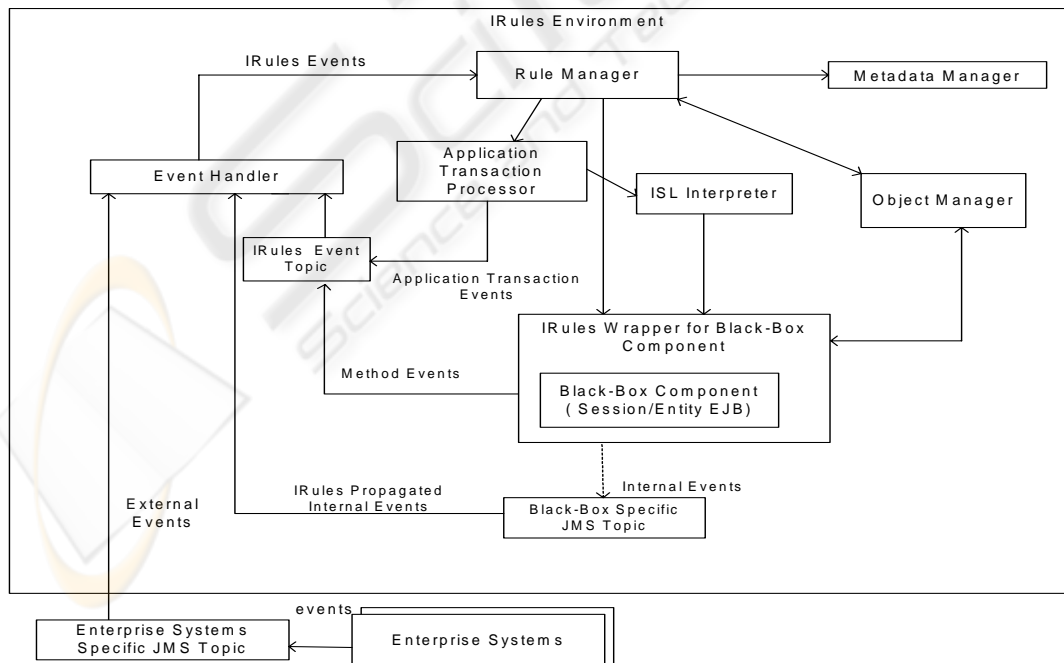 IRules Environment
IRules Events
Rule Manager
Metadata Manager
Application
Transaction
Processor
Event Handler
ISL Interpreter
Object Manager
IRules Event
Topic
Application Transaction
Events
IRules Wrapper for Black-Box
Component
Method Events
Black-Box Component
( Session/Entity EJB)
IRules Propagated
Internal Events
Internal Events
External
Events
Black-Box Specific
JMS Topic
events
Enterprise Systems
Specific JMS Topic
Enterprise Systems